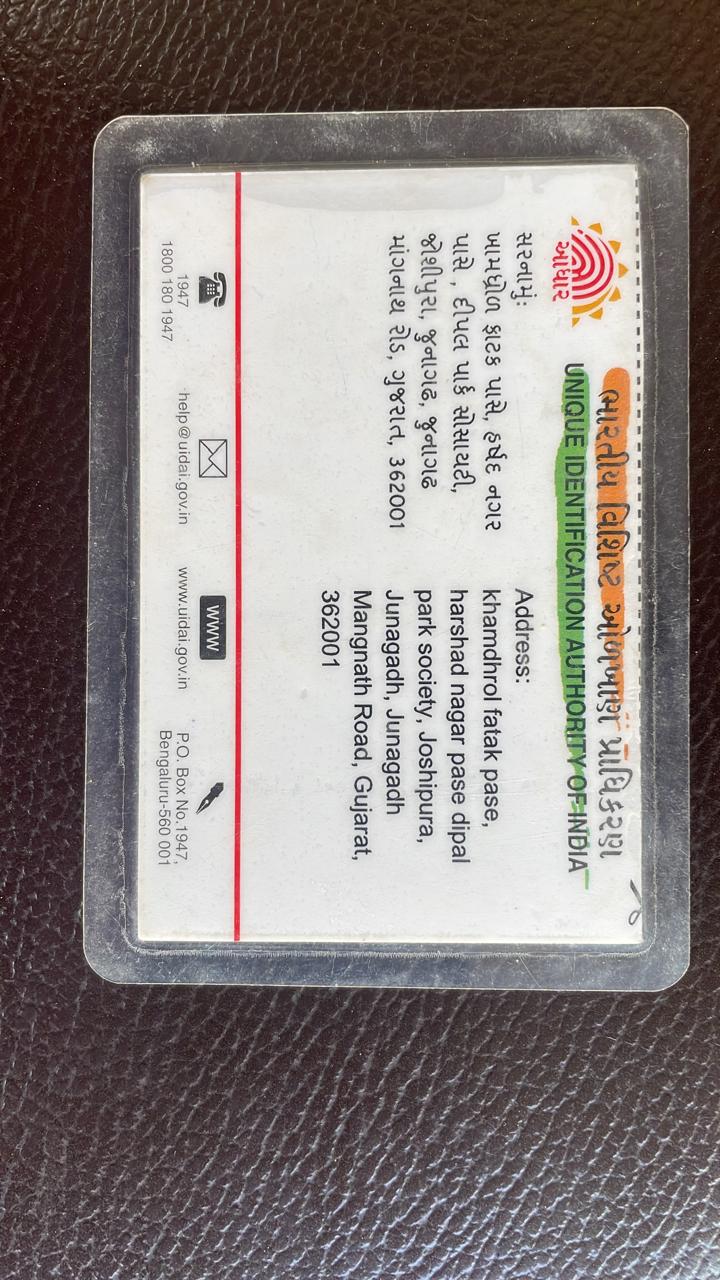 ભારતીય વિશિષ્ટ ઓળખાણ પ્રાધિકરણ
UNIQUE IDENTIFICATION AUTHORITY OF INDIA
આધાર
સરનામું:
ખામધ્રોળ ફાટક પાસે, હર્ષદ નગર
પાસે , દીપલ પાર્ક સોસાયટી,
જોશીપુરા, જુનાગઢ, જુનાગઢ
માંગનાથ રોડ, ગુજરાત, 362001
Address:
khamdhrol fatak pase,
harshad nagar pase dipal
park society, Joshipura,
Junagadh, Junagadh
Mangnath Road, Gujarat,
362001
1947
1800 180 1947
help@uidai.gov.in
www
www.uidai.gov.in
P.O. Box No.1947,
Bengaluru-560 001